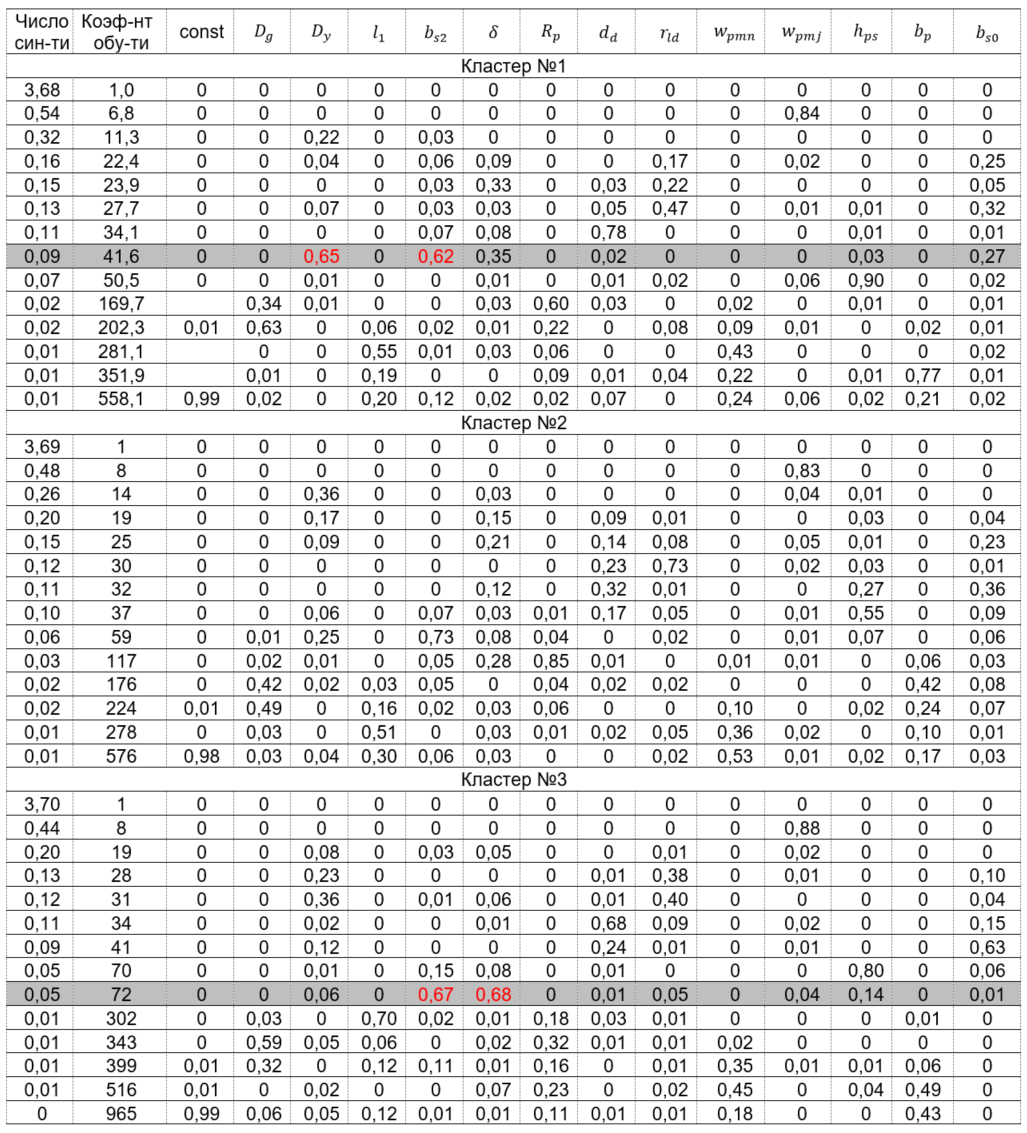 Число син-ти Коэф-нт обу-ти const D_g D_y l_1 b_{s2} δ R_p d_d r_{ld} w_{pmn} w_{pmj} h_{ps} b_p b_{s0}
Кластер №1
3,68 1,0 0 0 0 0 0 0 0 0 0 0 0 0 0 0
0,54 6,8 0 0 0 0 0 0 0 0 0 0 0,84 0 0 0
0,32 11,3 0 0 0,22 0 0,03 0 0 0 0 0 0 0 0 0
0,16 22,4 0 0 0,04 0 0,06 0,09 0 0 0,17 0 0,02 0 0 0,25
0,15 23,9 0 0 0 0 0,03 0,33 0 0,03 0,22 0 0 0 0 0,05
0,13 27,7 0 0 0,07 0 0,03 0,03 0 0,05 0,47 0 0,01 0,01 0 0,32
0,11 34,1 0 0 0 0 0,07 0,08 0 0,78 0 0 0 0,01 0 0,01
0,09 41,6 0 0 0,65 0 0,62 0,35 0 0,02 0 0 0 0,03 0 0,27
0,07 50,5 0 0 0,01 0 0 0,01 0 0,01 0,02 0 0,06 0,90 0 0,02
0,02 169,7 0,34 0,01 0 0 0,03 0,60 0,03 0 0,02 0 0,01 0 0,01
0,02 202,3 0,01 0,63 0 0,06 0,02 0,01 0,22 0 0,08 0,09 0,01 0 0,02 0,01
0,01 281,1 0 0 0,55 0,01 0,03 0,06 0 0 0,43 0 0 0 0,02
0,01 351,9 0,01 0 0,19 0 0 0,09 0,01 0,04 0,22 0 0,01 0,77 0,01
0,01 558,1 0,99 0,02 0 0,20 0,12 0,02 0,02 0,07 0 0,24 0,06 0,02 0,21 0,02
Кластер №2
3,69 1 0 0 0 0 0 0 0 0 0 0 0 0 0 0
0,48 8 0 0 0 0 0 0 0 0 0 0 0,83 0 0 0
0,26 14 0 0 0,36 0 0 0,03 0 0 0 0 0,04 0,01 0 0
0,20 19 0 0 0,17 0 0 0,15 0 0,09 0,01 0 0 0,03 0 0,04
0,15 25 0 0 0,09 0 0 0,21 0 0,14 0,08 0 0,05 0,01 0 0,23
0,12 30 0 0 0 0 0 0 0 0,23 0,73 0 0,02 0,03 0 0,01
0,11 32 0 0 0 0 0 0,12 0 0,32 0,01 0 0 0,27 0 0,36
0,10 37 0 0 0,06 0 0,07 0,03 0,01 0,17 0,05 0 0,01 0,55 0 0,09
0,06 59 0 0,01 0,25 0 0,73 0,08 0,04 0 0,02 0 0,01 0,07 0 0,06
0,03 117 0 0,02 0,01 0 0,05 0,28 0,85 0,01 0 0,01 0,01 0 0,06 0,03
0,02 176 0 0,42 0,02 0,03 0,05 0 0,04 0,02 0,02 0 0 0 0,42 0,08
0,02 224 0,01 0,49 0 0,16 0,02 0,03 0,06 0 0 0,10 0 0,02 0,24 0,07
0,01 278 0 0,03 0 0,51 0 0,03 0,01 0,02 0,05 0,36 0,02 0 0,10 0,01
0,01 576 0,98 0,03 0,04 0,30 0,06 0,03 0 0 0,02 0,53 0,01 0,02 0,17 0,03
Кластер №3
3,70 1 0 0 0 0 0 0 0 0 0 0 0 0 0 0
0,44 8 0 0 0 0 0 0 0 0 0 0 0,88 0 0 0
0,20 19 0 0 0,08 0 0,03 0,05 0 0 0,01 0 0,02 0 0 0
0,13 28 0 0 0,23 0 0 0 0 0,01 0,38 0 0,01 0 0 0,10
0,12 31 0 0 0,36 0 0,01 0,06 0 0,01 0,40 0 0 0 0 0,04
0,11 34 0 0 0,02 0 0 0,01 0 0,68 0,09 0 0,02 0 0 0,15
0,09 41 0 0 0,12 0 0 0 0 0,24 0,01 0 0,01 0 0 0,63
0,05 70 0 0 0,01 0 0,15 0,08 0 0,01 0 0 0 0,80 0 0,06
0,05 72 0 0 0,06 0 0,67 0,68 0 0,01 0,05 0 0,04 0,14 0 0,01
0,01 302 0 0,03 0 0,70 0,02 0,01 0,18 0,03 0,01 0 0 0 0,01 0
0,01 343 0 0,59 0,05 0,06 0 0,02 0,32 0,01 0,01 0,02 0 0 0 0
0,01 399 0,01 0,32 0 0,12 0,11 0,01 0,16 0 0,01 0,35 0,01 0,01 0,06 0
0,01 516 0,01 0 0,02 0 0 0,07 0,23 0 0,02 0,45 0 0,04 0,49 0
0 965 0,99 0,06 0,05 0,12 0,01 0,01 0,11 0,01 0,01 0,18 0 0 0,43 0